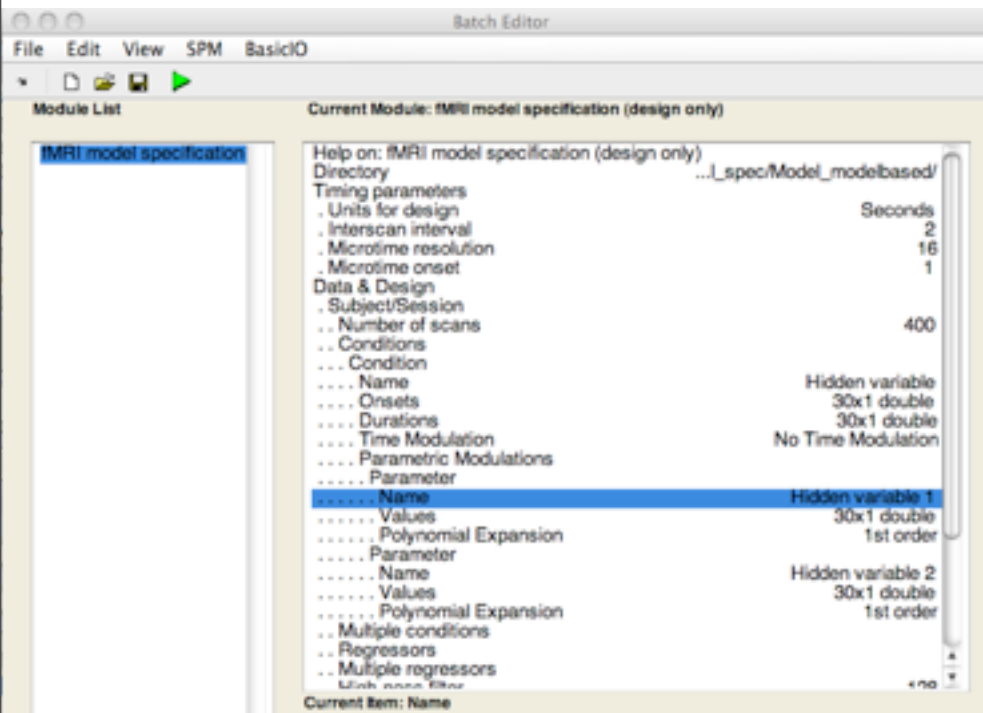 Batch Editor
File Edit View SPM BasicIO
Module List Current Module: fMRI model specification (design only)
fMRI model specification
Help on: fMRI model specification (design only)
Directory ...l_spec/Model_modelbased/
Timing parameters
. Units for design Seconds
. Interscan interval 2
. Microtime resolution 16
. Microtime onset 1
Data & Design
. Subject/Session
. . Number of scans 400
. . Conditions
. . . Condition
. . . . Name Hidden variable
. . . . Onsets 30x1 double
. . . . Durations 30x1 double
. . . . Time Modulation No Time Modulation
. . . . Parametric Modulations
. . . . . Parameter
. . . . . . Name Hidden variable 1
. . . . . . Values 30x1 double
. . . . . . Polynomial Expansion 1st order
. . . . . Parameter
. . . . . . Name Hidden variable 2
. . . . . . Values 30x1 double
. . . . . . Polynomial Expansion 1st order
. . Multiple conditions
. . Regressors
. . Multiple regressors
. . High-pass filter 128
Current Item: Name